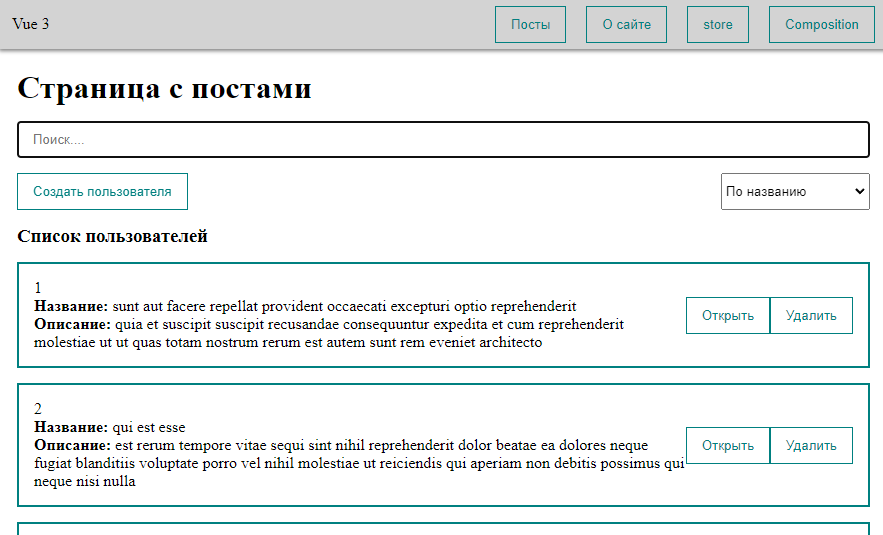 Vue 3
Посты
О сайте
store
Composition
Страница с постами
Поиск....
Создать пользователя
По названию
Список пользователей
1
Название: sunt aut facere repellat provident occaecati excepturi optio reprehenderit
Описание: quia et suscipit suscipit recusandae consequuntur expedita et cum reprehenderit
molestiae ut ut quas totam nostrum rerum est autem sunt rem eveniet architecto
Открыть
Удалить
2
Название: qui est esse
Описание: est rerum tempore vitae sequi sint nihil reprehenderit dolor beatae ea dolores neque
fugiat blanditiis voluptate porro vel nihil molestiae ut reiciendis qui aperiam non debitis possimus qui
neque nisi nulla
Открыть
Удалить